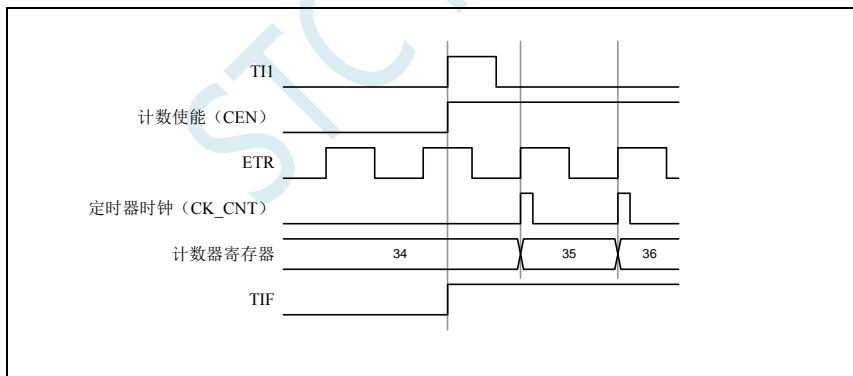 STC
TI1
计数使能（CEN）
ETR
定时器时钟（CK_CNT）
计数器寄存器
34
35
36
TIF